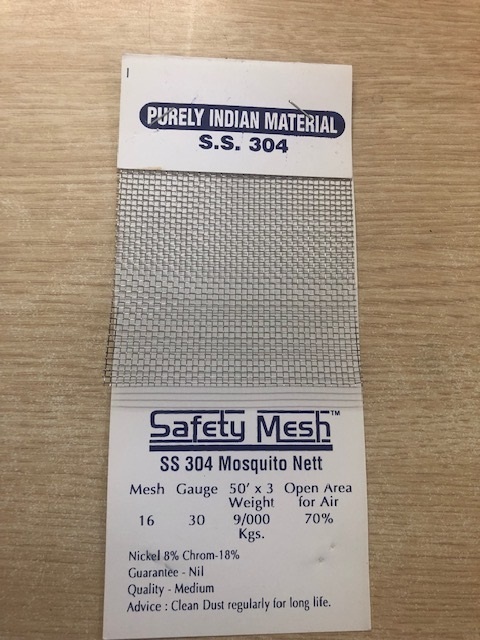 PURELY INDIAN MATERIAL
S.S. 304
Safety Mesh™
SS 304 Mosquito Nett
Mesh Gauge 50' x 3 Weight Open Area for Air
16 30 9/000 Kgs. 70%
Nickel 8% Chrom-18%
Guarantee - Nil
Quality - Medium
Advice : Clean Dust regularly for long life.